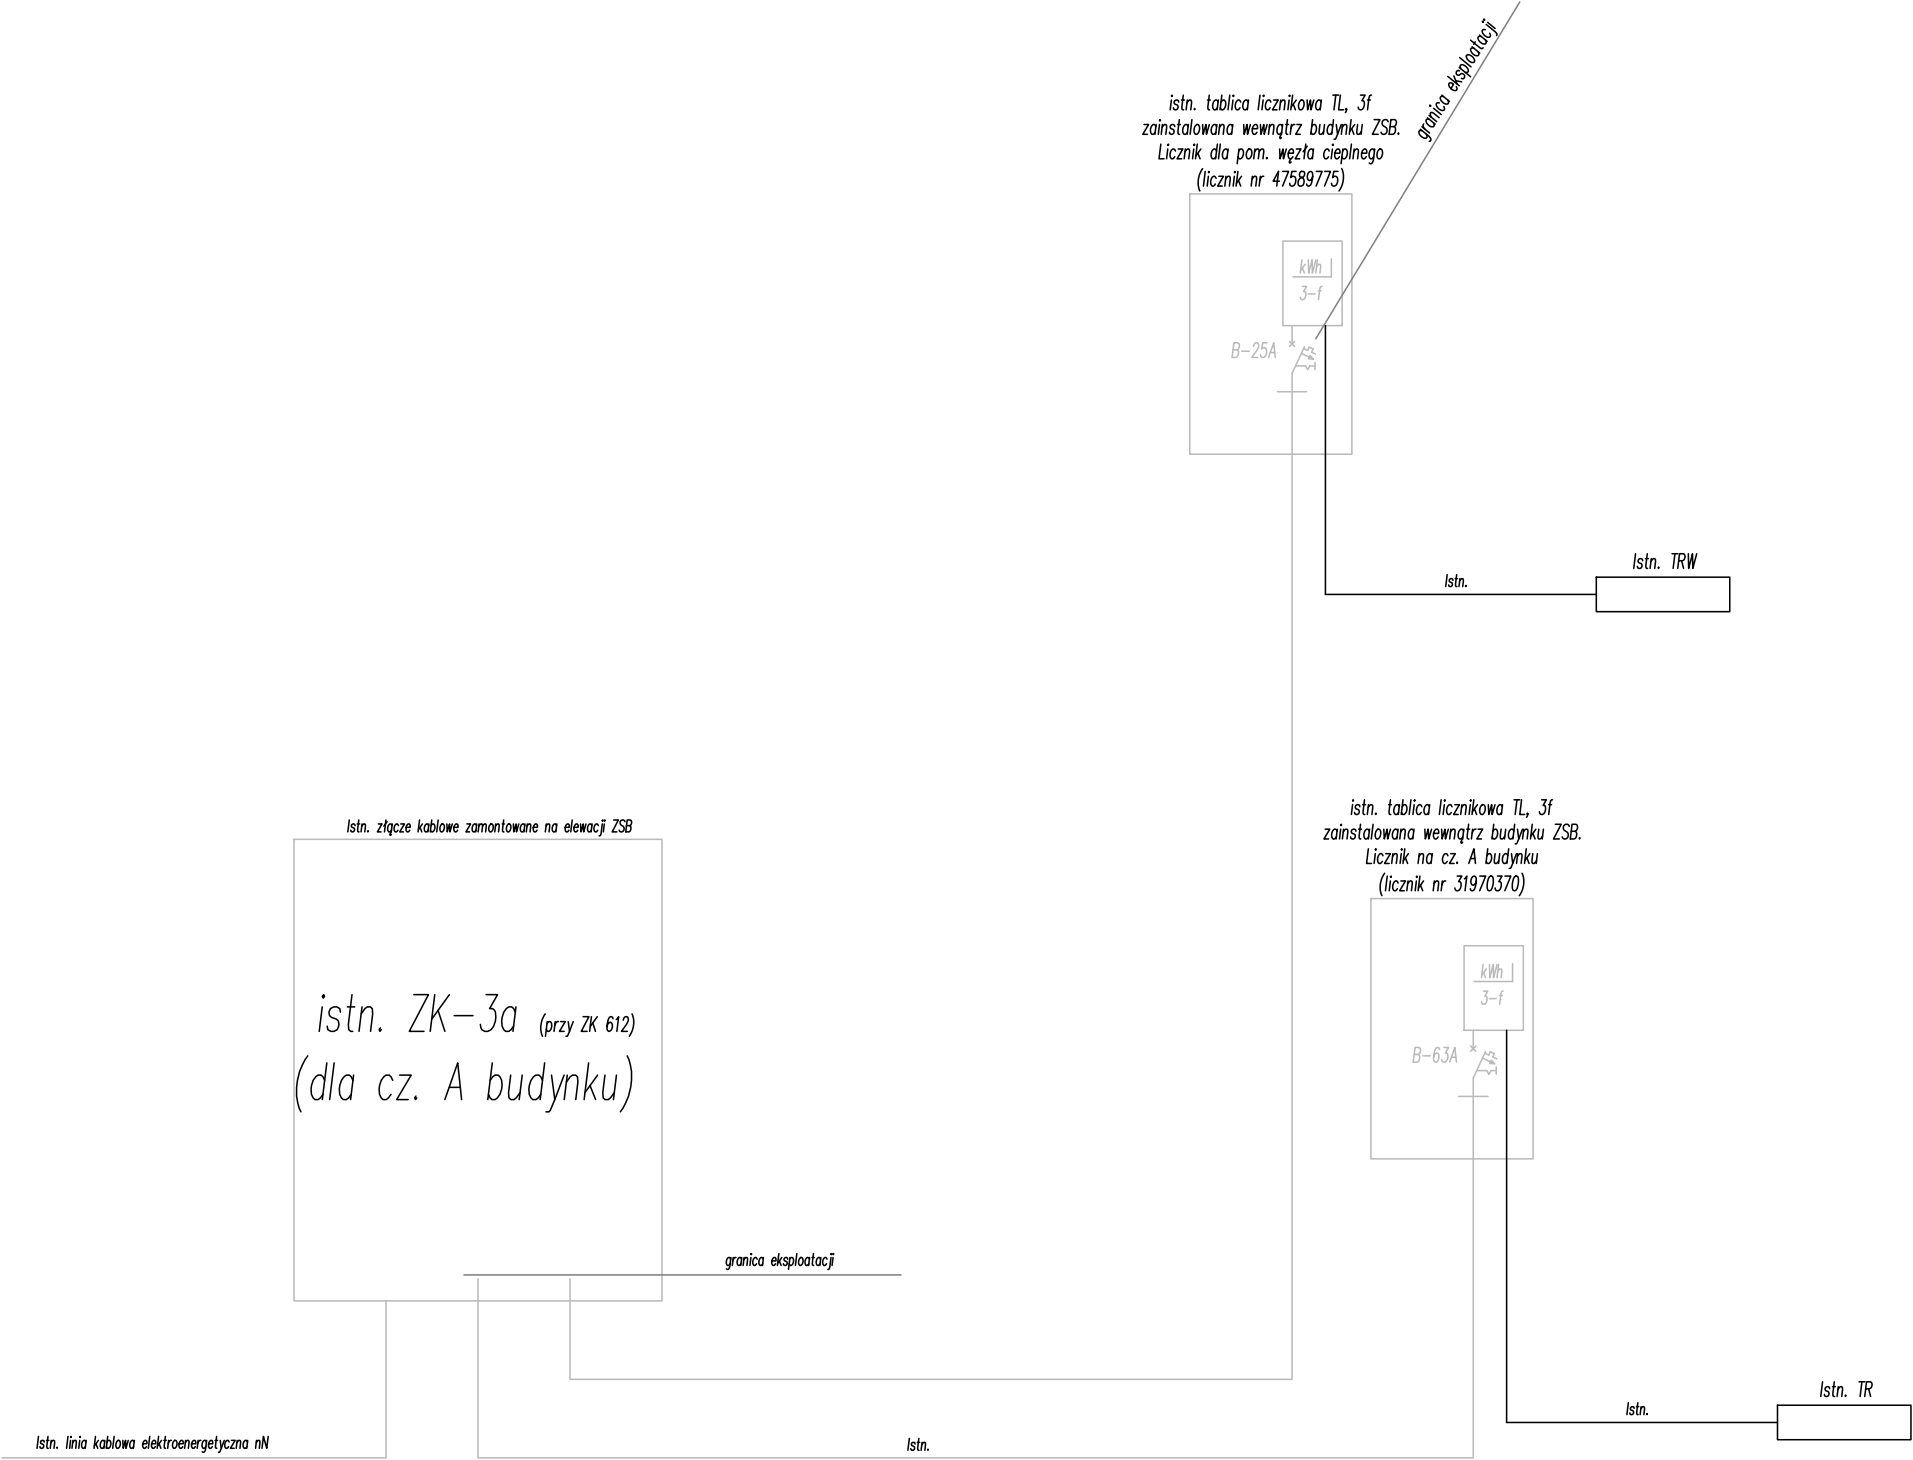 granica eksploatacji
istn. tablica licznikowa TL, 3f
zainstalowana wewnątrz budynku ZSB.
Licznik dla pom. węzła cieplnego
(licznik nr 47589775)
kWh
3-f
B-25A
Istn. TRW
Istn.
istn. tablica licznikowa TL, 3f
zainstalowana wewnątrz budynku ZSB.
Licznik na cz. A budynku
(licznik nr 31970370)
kWh
3-f
B-63A
Istn. złącze kablowe zamontowane na elewacji ZSB
istn. ZK-3a (przy ZK 612)
(dla cz. A budynku)
granica eksploatacji
Istn. TR
Istn.
Istn. linia kablowa elektroenergetyczna nN
Istn.